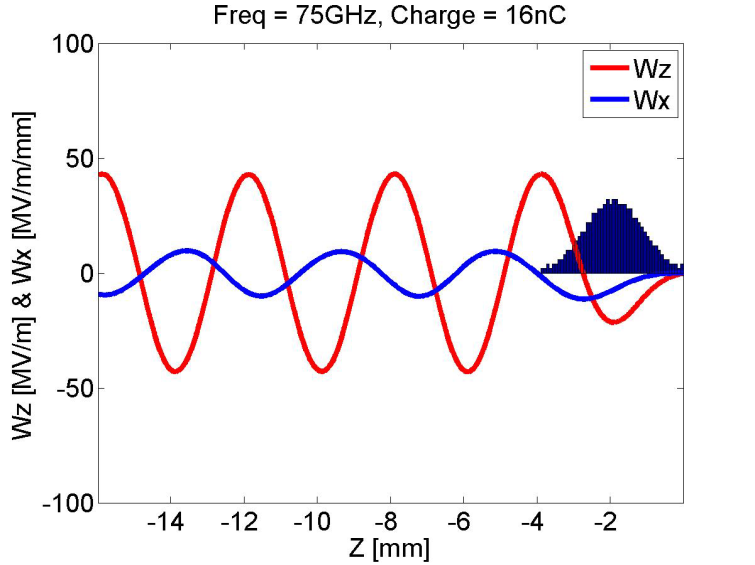 Freq = 75GHz, Charge = 16nC
Wz [MV/m] & Wx [MV/m/mm]
100
50
0
-50
-100
Wz
Wx
-14
-12
-10
-8
-6
-4
-2
Z [mm]